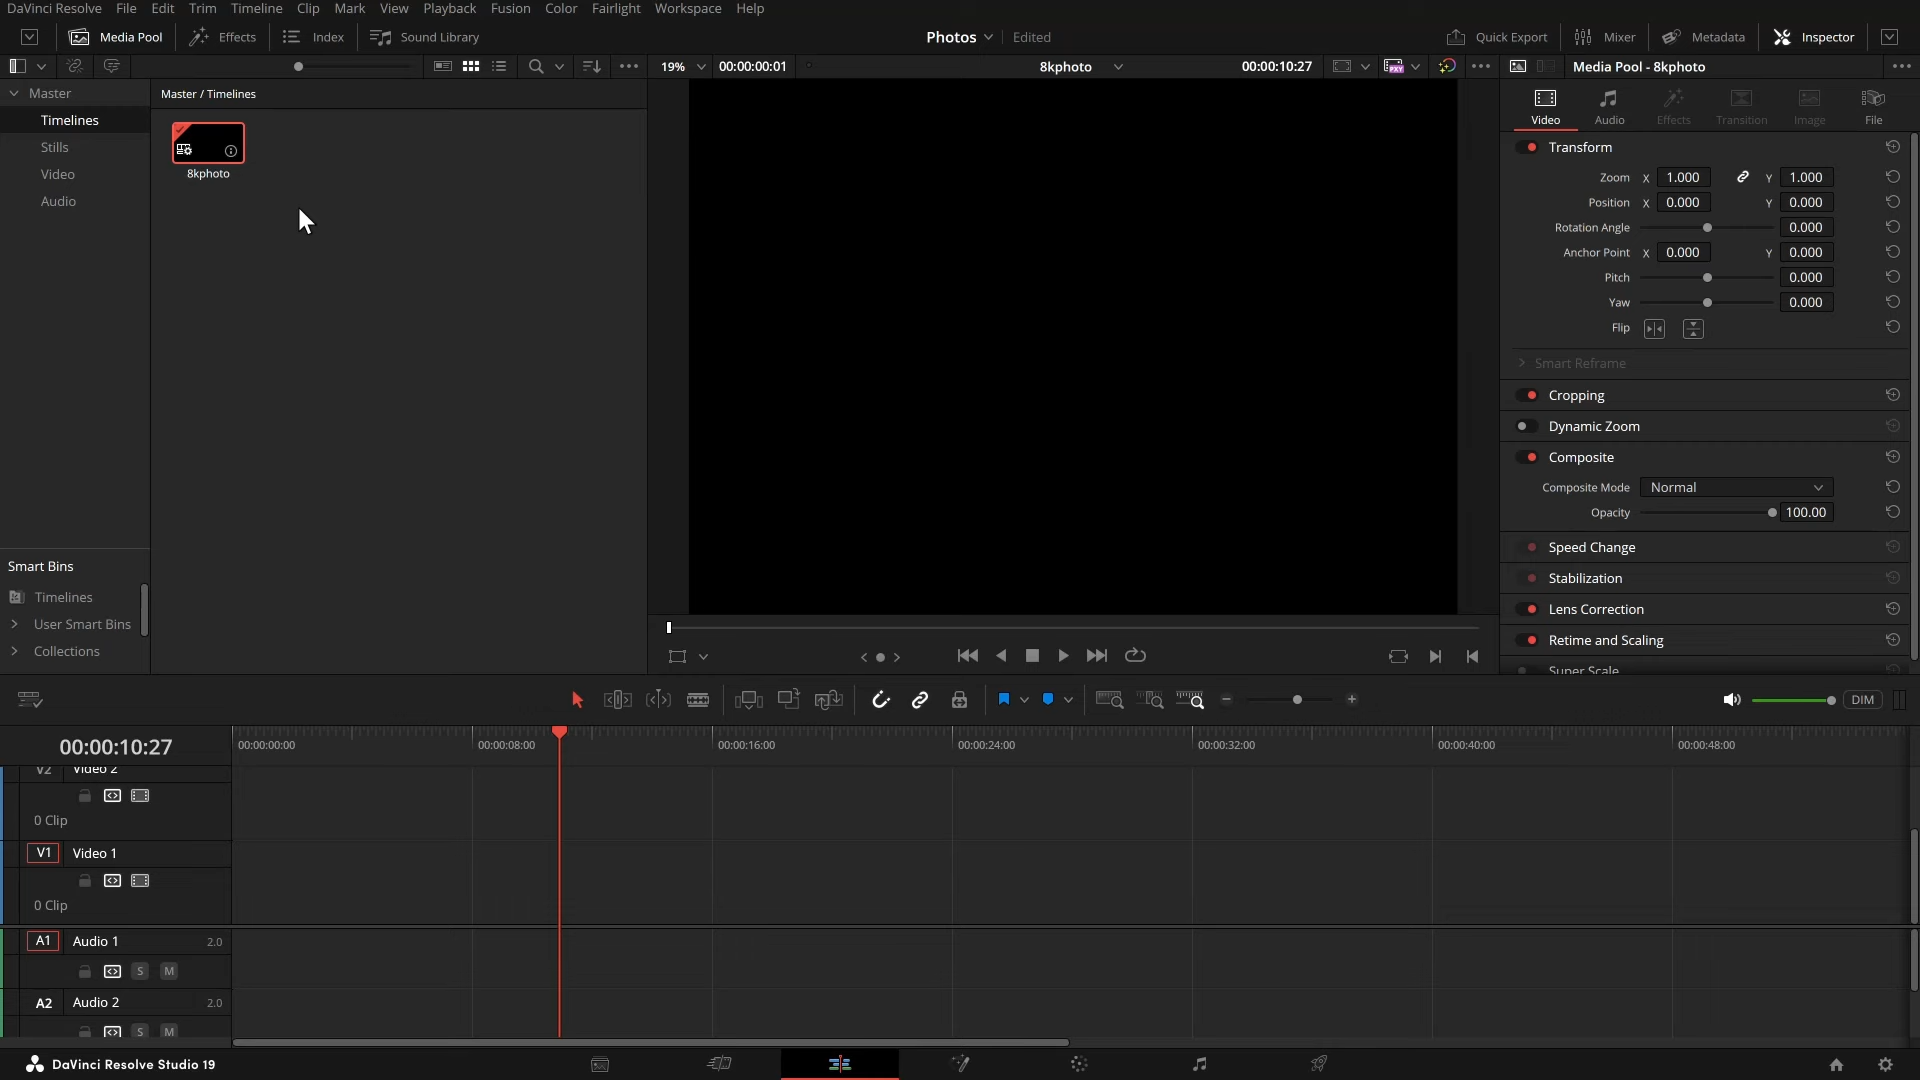 DaVinci Resolve File Edit Trim Timeline Clip Mark View Playback Fusion Color Fairlight Workspace Help
Media Pool Effects Index Sound Library Photos Edited Quick Export Mixer Metadata Inspector
19% 00:00:00:01 8kphoto 00:00:10:27 PXY Media Pool - 8kphoto
Master
Timelines
Stills
Video
Audio
Master / Timelines
8kphoto
Smart Bins
Timelines
User Smart Bins
Collections
Video Audio Effects Transition Image File
Transform
Zoom X 1.000 Y 1.000
Position X 0.000 Y 0.000
Rotation Angle 0.000
Anchor Point X 0.000 Y 0.000
Pitch 0.000
Yaw 0.000
Flip
Smart Reframe
Cropping
Dynamic Zoom
Composite
Composite Mode Normal
Opacity 100.00
Speed Change
Stabilization
Lens Correction
Retime and Scaling
Super Scale
DIM
00:00:10:27 00:00:00:00 00:00:08:00 00:00:16:00 00:00:24:00 00:00:32:00 00:00:40:00 00:00:48:00
V2 Video 2
0 Clip
V1 Video 1
0 Clip
A1 Audio 1 2.0
S M
A2 Audio 2 2.0
S M
DaVinci Resolve Studio 19